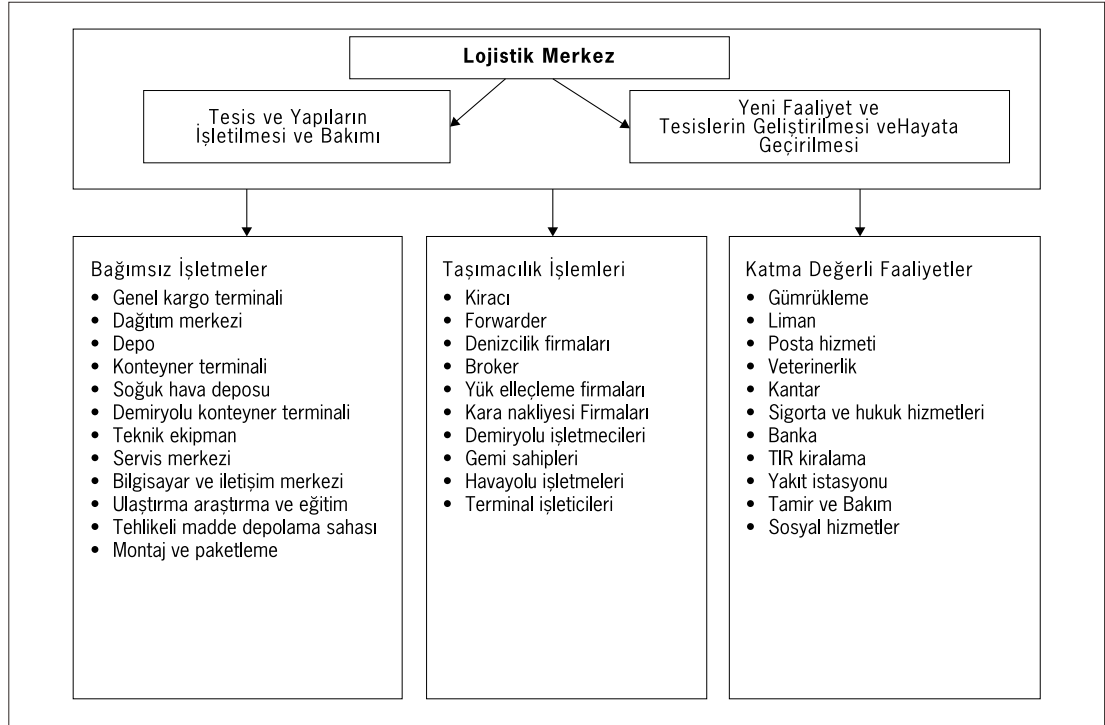 Lojistik Merkez
Tesis ve Yapıların
İşletilmesi ve Bakımı
Yeni Faaliyet ve
Tesislerin Geliştirilmesi veHayata
Geçirilmesi
Bağımsız İşletmeler
• Genel kargo terminali
• Dağıtım merkezi
• Depo
• Konteyner terminali
• Soğuk hava deposu
• Demiryolu konteyner terminali
• Teknik ekipman
• Servis merkezi
• Bilgisayar ve iletişim merkezi
• Ulaştırma araştırma ve eğitim
• Tehlikeli madde depolama sahası
• Montaj ve paketleme
Taşımacılık İşlemleri
• Kiracı
• Forwarder
• Denizcilik firmaları
• Broker
• Yük elleçleme firmaları
• Kara nakliyesi Firmaları
• Demiryolu işletmecileri
• Gemi sahipleri
• Havayolu işletmeleri
• Terminal işleticileri
Katma Değerli Faaliyetler
• Gümrükleme
• Liman
• Posta hizmeti
• Veterinerlik
• Kantar
• Sigorta ve hukuk hizmetleri
• Banka
• TIR kiralama
• Yakıt istasyonu
• Tamir ve Bakım
• Sosyal hizmetler